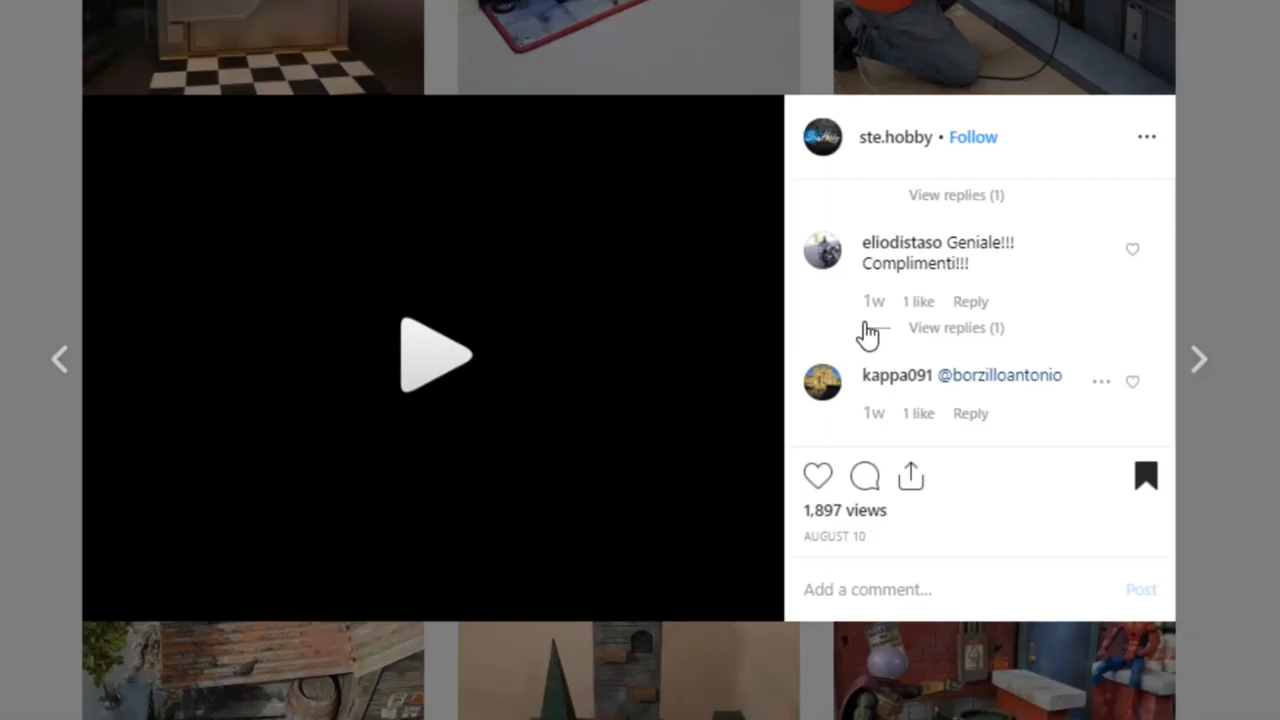 ste.hobby • Follow
View replies (1)
eliodistaso Geniale!!!
Complimenti!!!
1w 1 like Reply
View replies (1)
kappa091 @borzilloantonio
1w 1 like Reply
1,897 views
AUGUST 10
Add a comment... Post